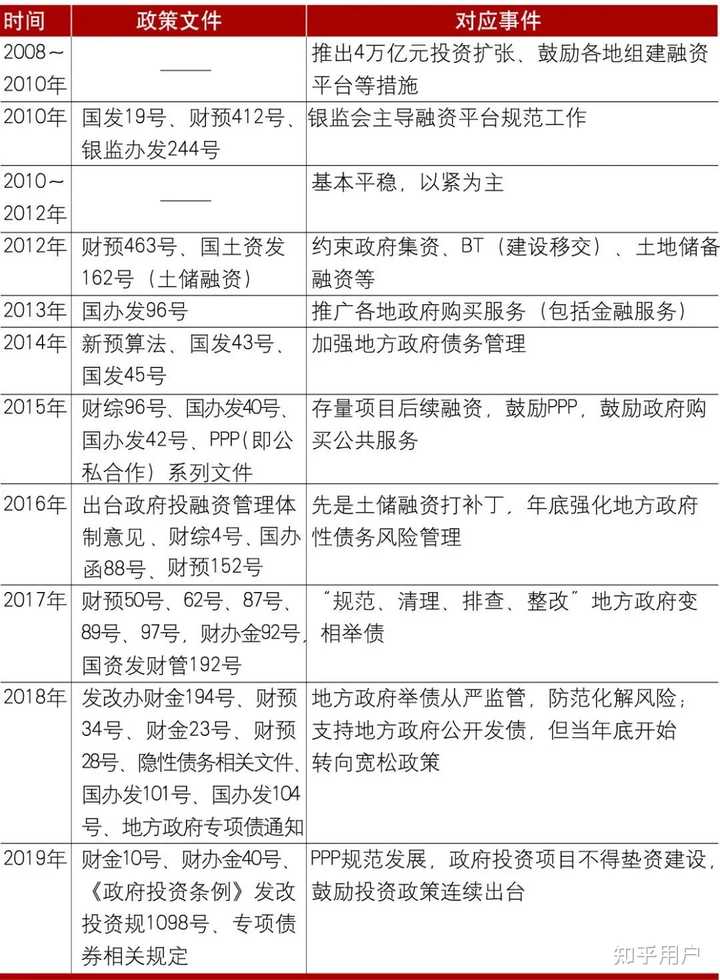 时间 政策文件 对应事件
2008～ 推出4万亿元投资扩张、鼓励各地组建融资
2010年 —— 平台等措施
2010年 国发19号、财预412号、 银监会主导融资平台规范工作
银监办发244号
2010～ 基本平稳，以紧为主
2012年 ——
2012年 财预463号、国土资发 约束政府集资、BT（建设移交）、土地储备
162号（土储融资） 融资等
2013年 国办发96号 推广各地政府购买服务（包括金融服务）
2014年 新预算法、国发43号、 加强地方政府债务管理
国发45号
2015年 财综96号、国办发40号、 存量项目后续融资，鼓励PPP，鼓励政府购
国办发42号、PPP（即公 买公共服务
私合作）系列文件
2016年 出台政府投融资管理体 先是土储融资打补丁，年底强化地方政府
制意见、财综4号、国办 性债务风险管理
函88号、财预152号
2017年 财预50号、62号、87号、 “规范、清理、排查、整改”地方政府变
89号、97号，财办金92号， 相举债
国资发财管192号
2018年 发改办财金194号、财预 地方政府举债从严监管，防范化解风险；
34号、财金23号、财预 支持地方政府公开发债，但当年底开始
28号、隐性债务相关文件、 转向宽松政策
国办发101号、国办发104
号、地方政府专项债通知
2019年 财金10号、财办金40号、 PPP规范发展，政府投资项目不得垫资建设，
《政府投资条例》发改 鼓励投资政策连续出台
投资规1098号、专项债
券相关规定
知乎用户